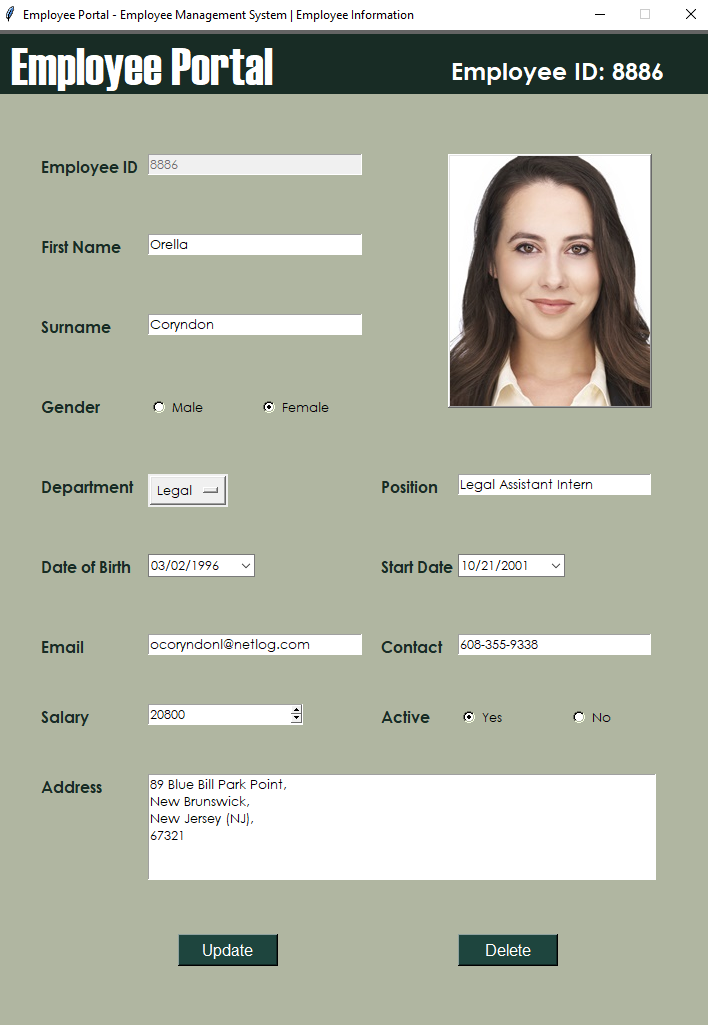 Employee Portal - Employee Management System | Employee Information
Employee Portal
Employee ID: 8886
Employee ID 8886
First Name Orella
Surname Coryndon
Gender Male Female
Department Legal Position Legal Assistant Intern
Date of Birth 03/02/1996 Start Date 10/21/2001
Email ocoryndonl@netlog.com Contact 608-355-9338
Salary 20800 Active Yes No
Address 89 Blue Bill Park Point,
New Brunswick,
New Jersey (NJ),
67321
Update Delete